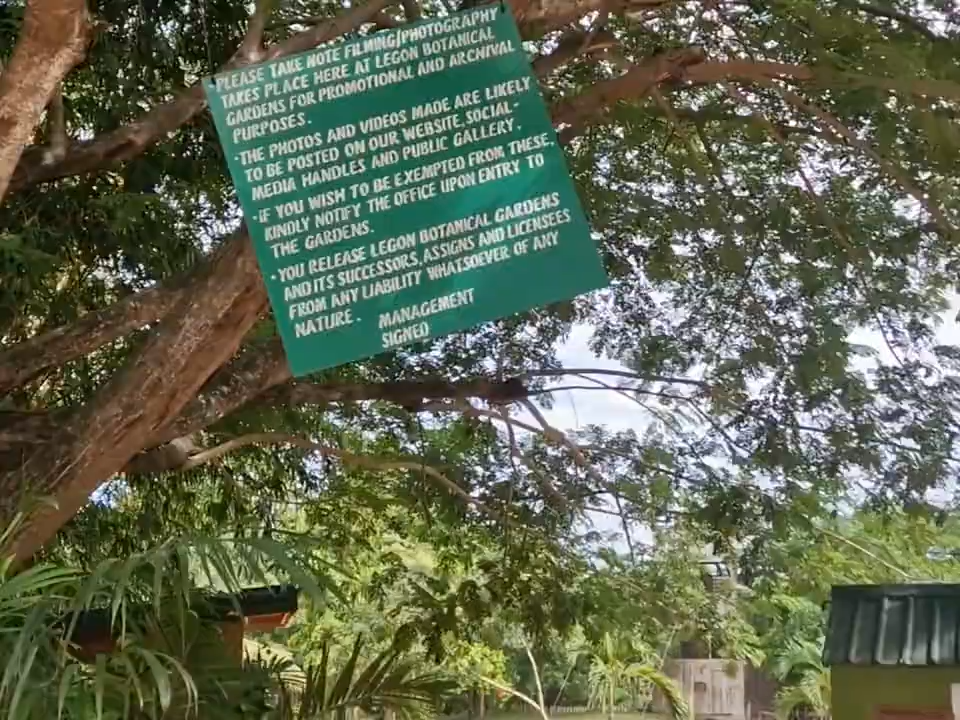 • PLEASE TAKE NOTE FILMING/PHOTOGRAPHY
TAKES PLACE HERE AT LEGON BOTANICAL
GARDENS FOR PROMOTIONAL AND ARCHIVAL
PURPOSES.
• THE PHOTOS AND VIDEOS MADE ARE LIKELY
TO BE POSTED ON OUR WEBSITE, SOCIAL-
MEDIA HANDLES AND PUBLIC GALLERY.
• IF YOU WISH TO BE EXEMPTED FROM THESE,
KINDLY NOTIFY THE OFFICE UPON ENTRY TO
THE GARDENS.
• YOU RELEASE LEGON BOTANICAL GARDENS
AND ITS SUCCESSORS, ASSIGNS AND LICENSEES
FROM ANY LIABILITY WHATSOEVER OF ANY
NATURE.
MANAGEMENT
SIGNED